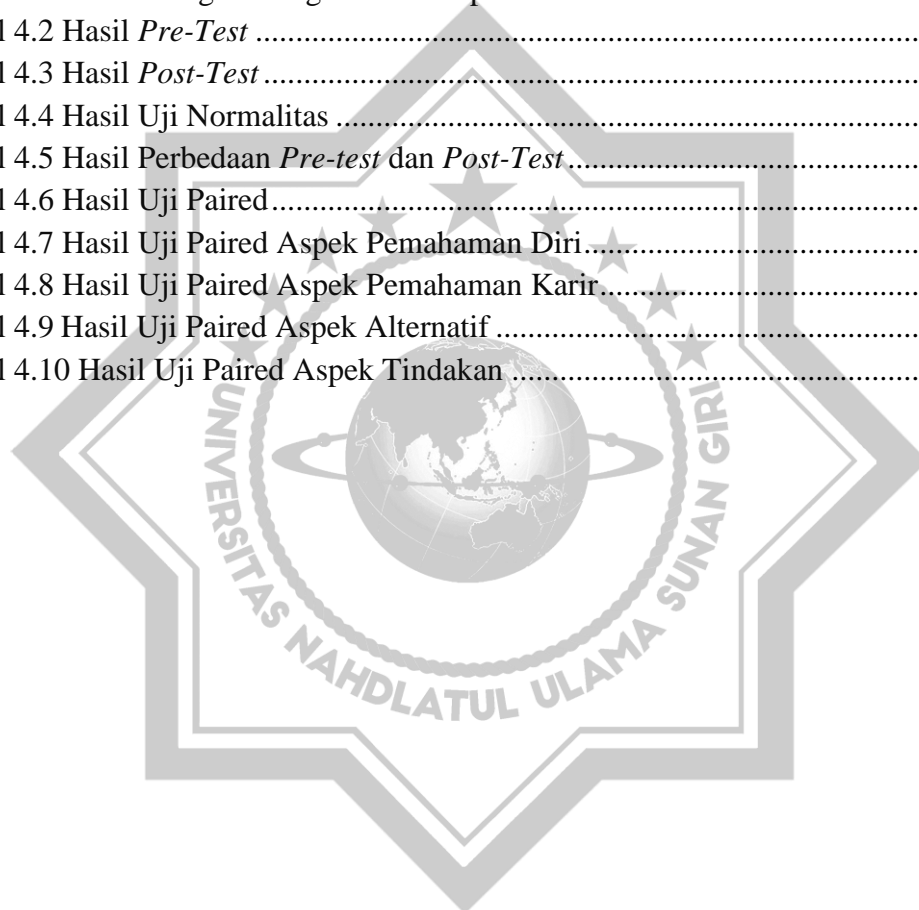 l 4.2 Hasil Pre-Test ........................................................................................
l 4.3 Hasil Post-Test .......................................................................................
l 4.4 Hasil Uji Normalitas ..............................................................................
l 4.5 Hasil Perbedaan Pre-test dan Post-Test .................................................
l 4.6 Hasil Uji Paired ......................................................................................
l 4.7 Hasil Uji Paired Aspek Pemahaman Diri ...............................................
l 4.8 Hasil Uji Paired Aspek Pemahaman Karir .............................................
l 4.9 Hasil Uji Paired Aspek Alternatif ..........................................................
l 4.10 Hasil Uji Paired Aspek Tindakan .........................................................
UNIVERSITAS NAHDLATUL ULAMA SUNAN GIRI